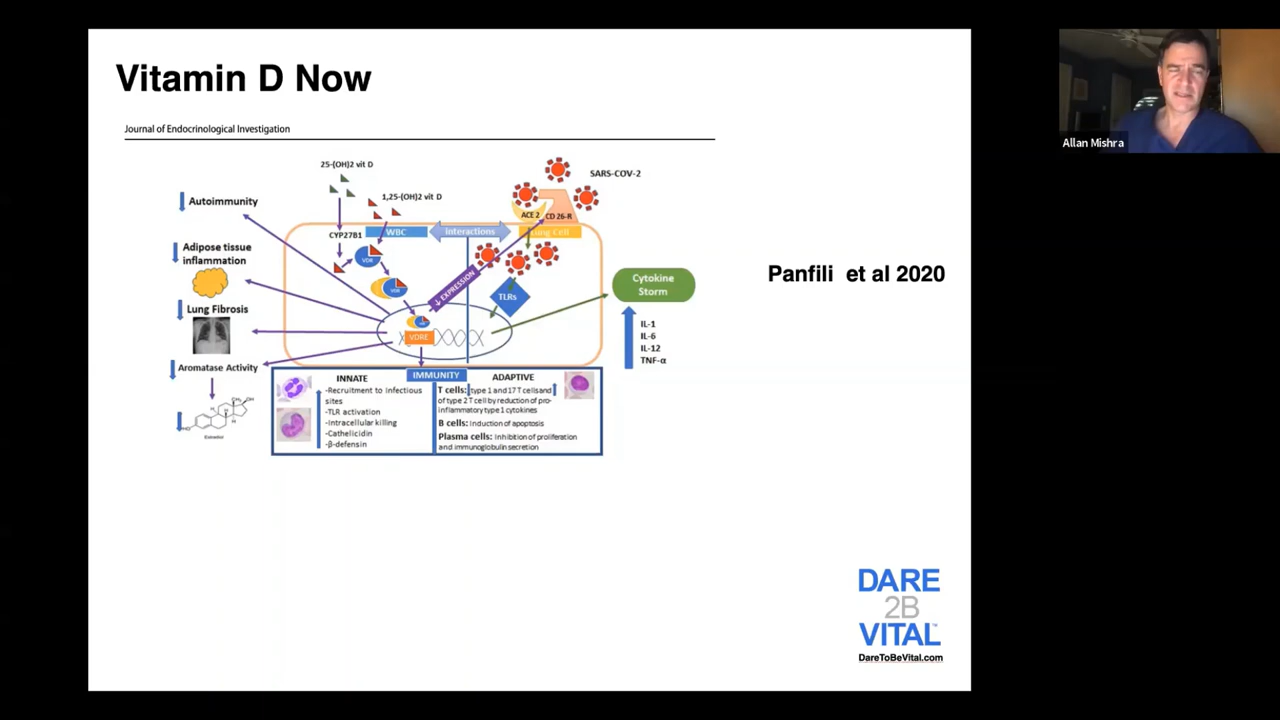 Vitamin D Now
Journal of Endocrinological Investigation
25-(OH)2 vit D
1,25-(OH)2 vit D
SARS-COV-2
Autoimmunity
ACE 2
CD 26-R
CYP27B1
WBC
interactions
Lung Cell
Adipose tissue
inflammation
VDR
VDR
EXPRESSION
TLRs
Cytokine
Storm
Lung Fibrosis
VDRE
IL-1
IL-6
IL-12
TNF-α
Aromatase Activity
Estradiol
IMMUNITY
INNATE
-Recruitment to infectious
sites
-TLR activation
-Intracellular killing
-Cathelicidin
-β-defensin
ADAPTIVE
T cells: type 1 and 17 T cellsand
of type 2 T cell by reduction of pro-
inflammatory type 1 cytokines
B cells: Induction of apoptosis
Plasma cells: Inhibition of proliferation
and immunoglobulin secretion
Panfili et al 2020
DARE
2B
VITAL™
DareToBeVital.com
Allan Mishra